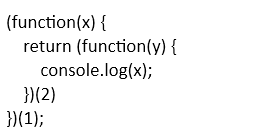 (function(x) {
    return (function(y) {
        console.log(x);
    })(2)
})(1);